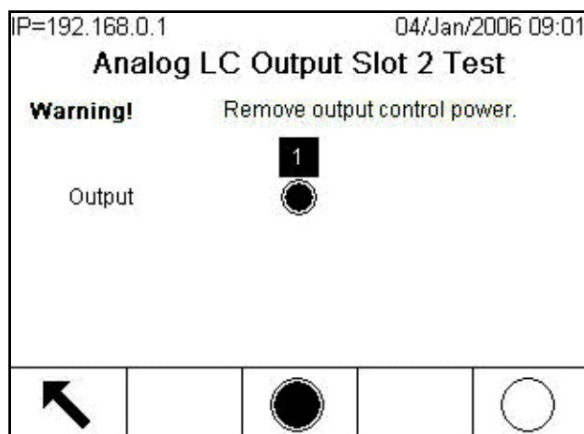 IP=192.168.0.1 04/Jan/2006 09:01
Analog LC Output Slot 2 Test
Warning! Remove output control power.
1
Output